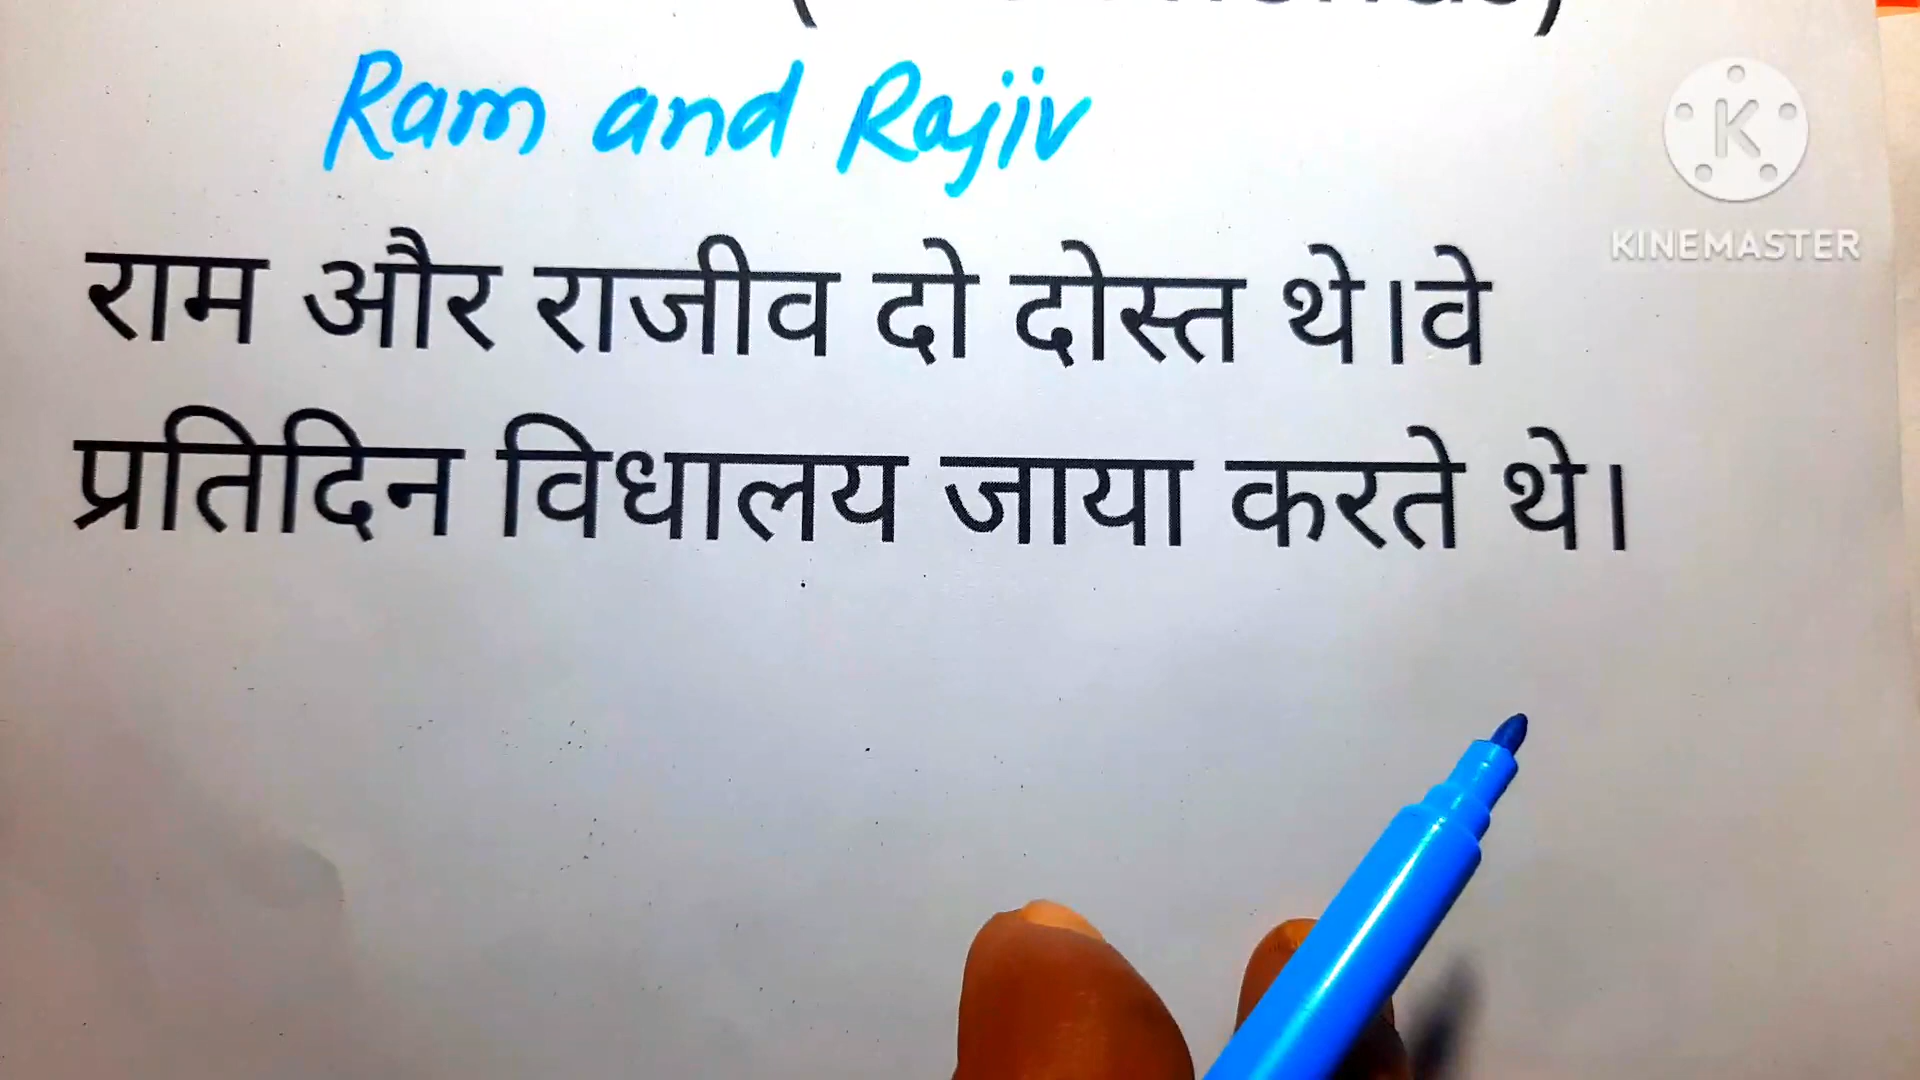 Ram and Rajiv
K
KINEMASTER
राम और राजीव दो दोस्त थे।वे
प्रतिदिन विधालय जाया करते थे।